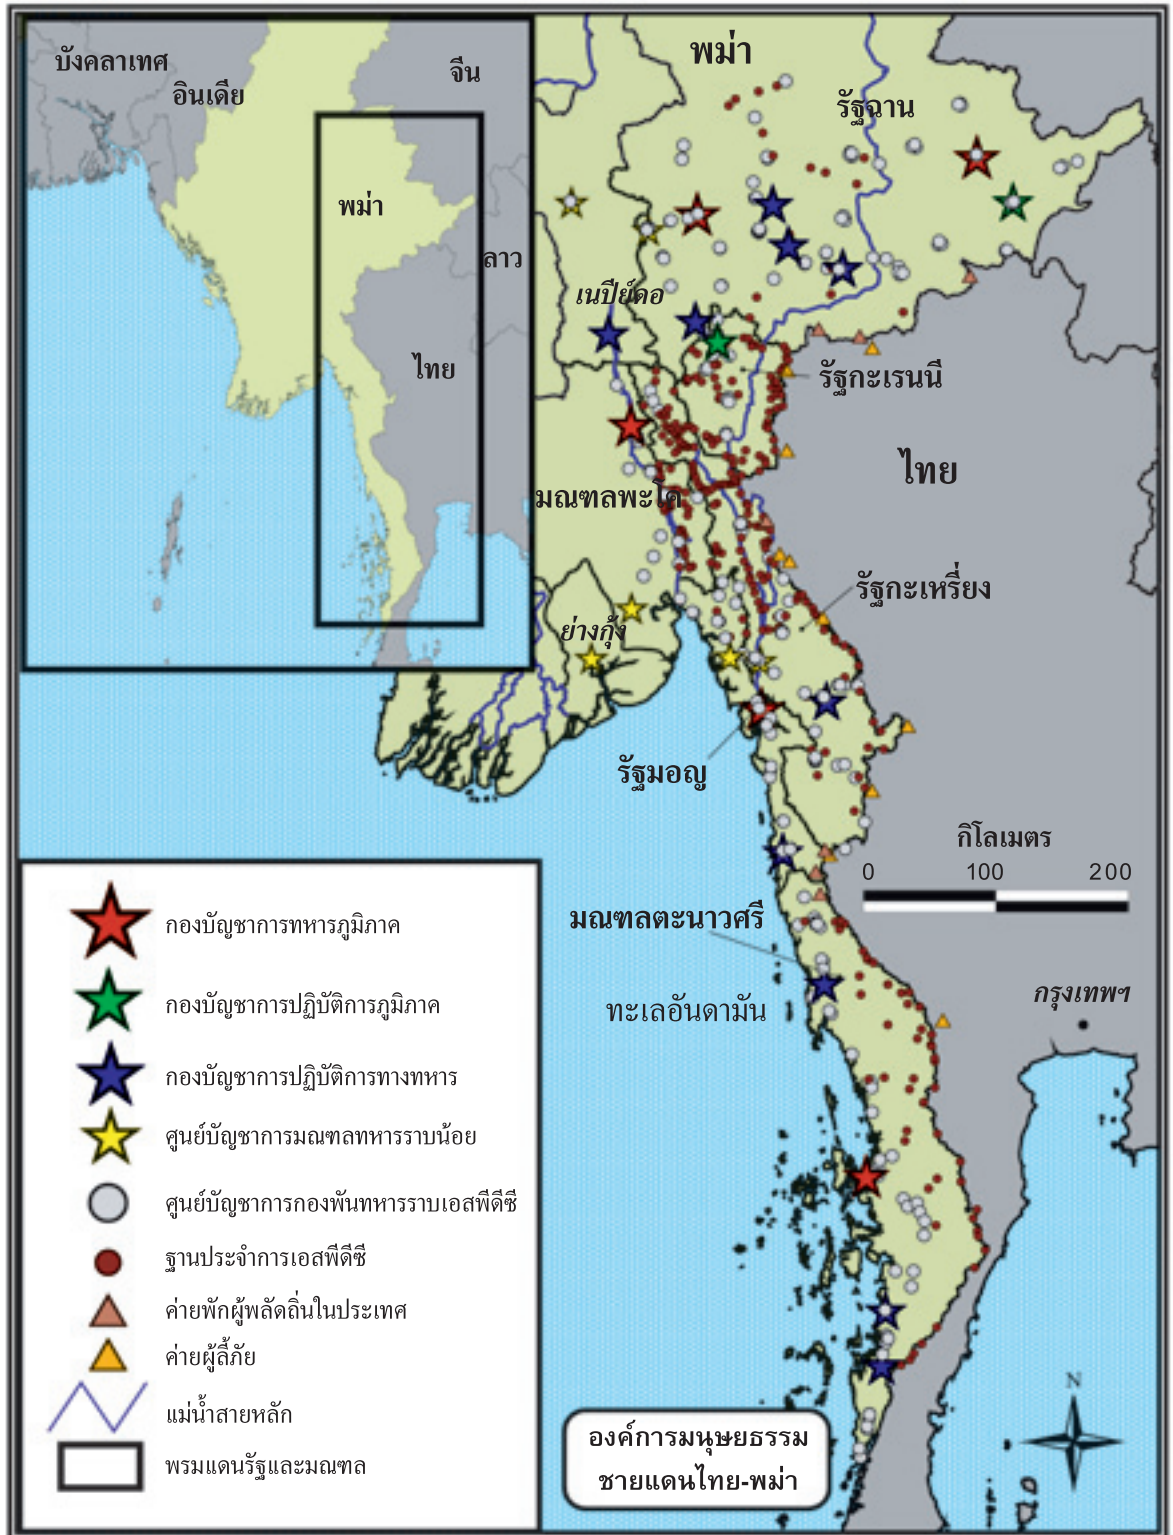 บังคลาเทศ
อินเดีย
จีน
พม่า
ลาว
ไทย
พม่า
รัฐฉาน
เนปีย์ดอ
รัฐกะเรนนี
ไทย
มณฑลพะโค
รัฐกะเหรี่ยง
ย่างกุ้ง
รัฐมอญ
กิโลเมตร
0 100 200
มณฑลตะนาวศรี
ทะเลอันดามัน
กรุงเทพฯ
กองบัญชาการทหารภูมิภาค
กองบัญชาการปฏิบัติการภูมิภาค
กองบัญชาการปฏิบัติการทางทหาร
ศูนย์บัญชาการมณฑลทหารราบน้อย
ศูนย์บัญชาการกองพันทหารราบเอสพีดีซี
ฐานประจำการเอสพีดีซี
ค่ายพักผู้พลัดถิ่นในประเทศ
ค่ายผู้ลี้ภัย
แม่น้ำสายหลัก
พรมแดนรัฐและมณฑล
N
องค์การมนุษยธรรม
ชายแดนไทย-พม่า